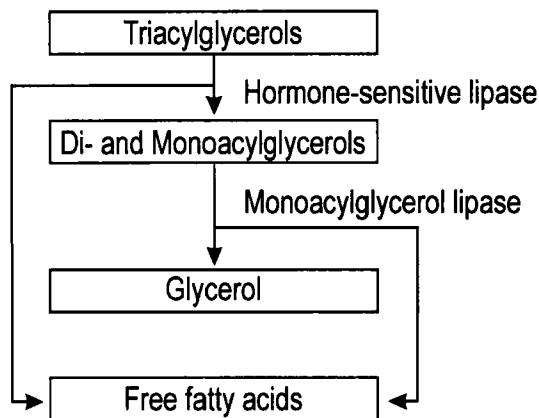 Triacylglycerols
Hormone-sensitive lipase
Di- and Monoacylglycerols
Monoacylglycerol lipase
Glycerol
Free fatty acids